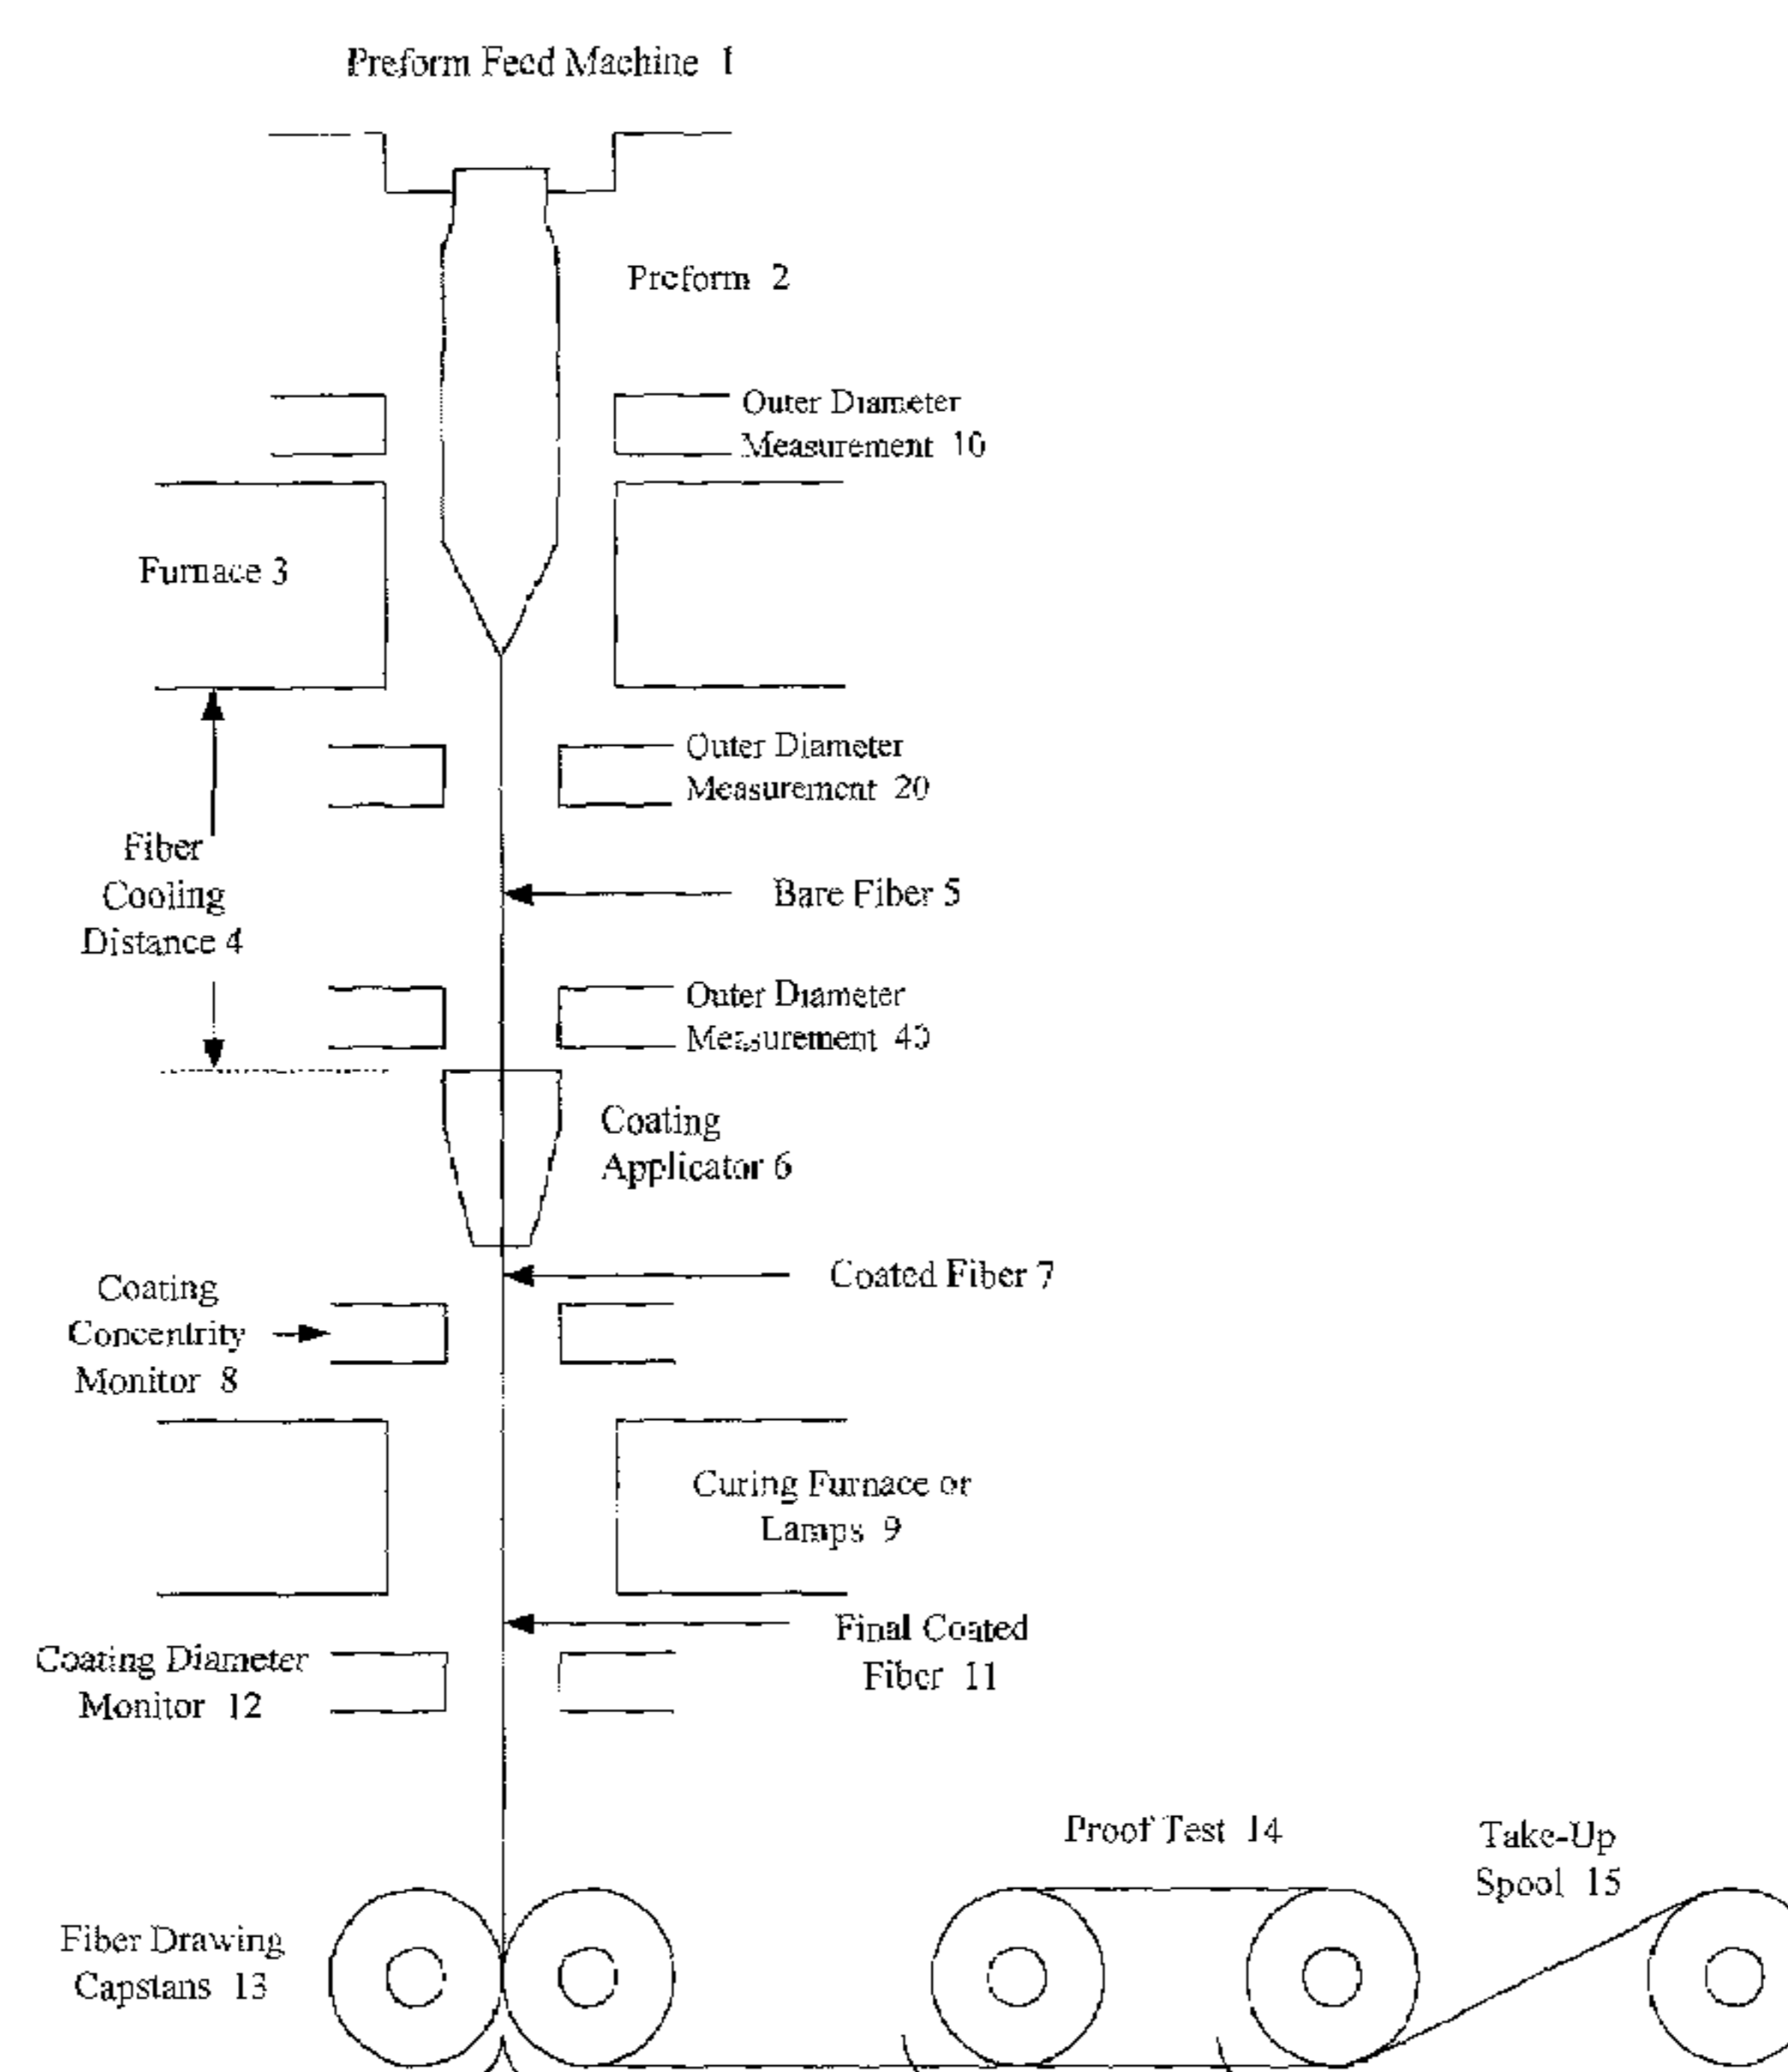 Preform Feed Machine 1
Preform 2
Outer Diameter
Measurement 10
Furnace 3
Outer Diameter
Measurement 20
Fiber
Cooling
Distance 4
Bare Fiber 5
Outer Diameter
Measurement 40
Coating
Applicator 6
Coated Fiber 7
Coating
Concentrity
Monitor 8
Curing Furnace or
Lamps 9
Final Coated
Fiber 11
Coating Diameter
Monitor 12
Proof Test 14
Take-Up
Spool 15
Fiber Drawing
Capstans 13